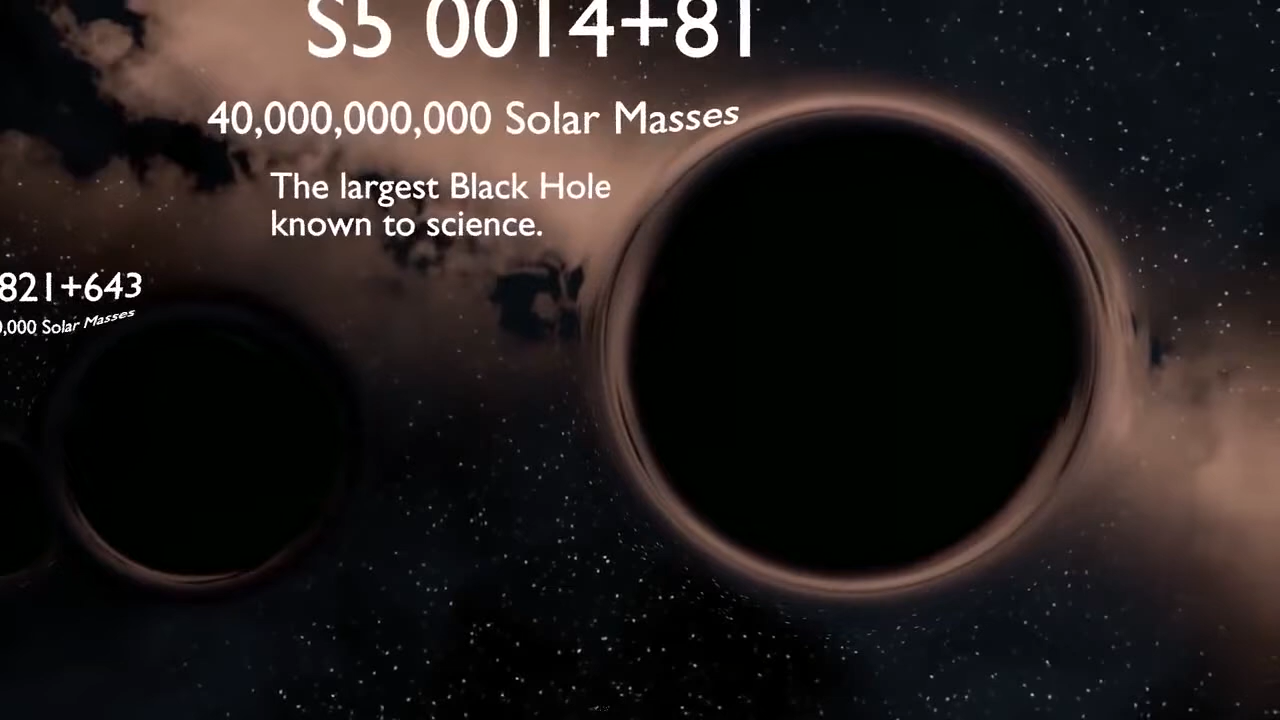 S5 0014+81
40,000,000,000 Solar Masses
The largest Black Hole
known to science.
821+643
,000 Solar Masses